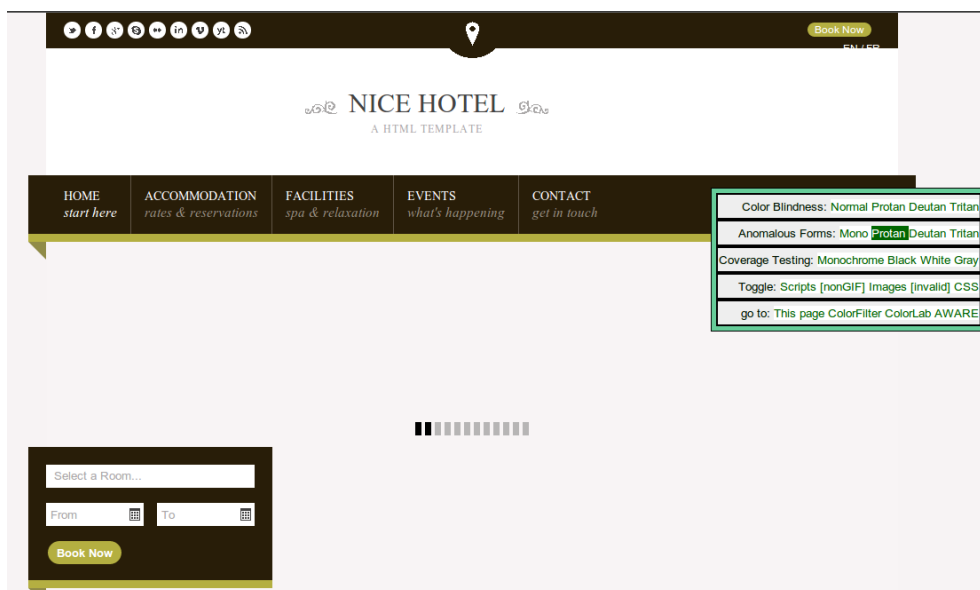 Book Now
EN / FR
NICE HOTEL
A HTML TEMPLATE
HOME ACCOMMODATION FACILITIES EVENTS CONTACT
start here rates & reservations spa & relaxation what's happening get in touch
Color Blindness: Normal Protan Deutan Tritan
Anomalous Forms: Mono Protan Deutan Tritan
Coverage Testing: Monochrome Black White Gray
Toggle: Scripts [nonGIF] Images [invalid] CSS
go to: This page ColorFilter ColorLab AWARE
Select a Room...
From To
Book Now